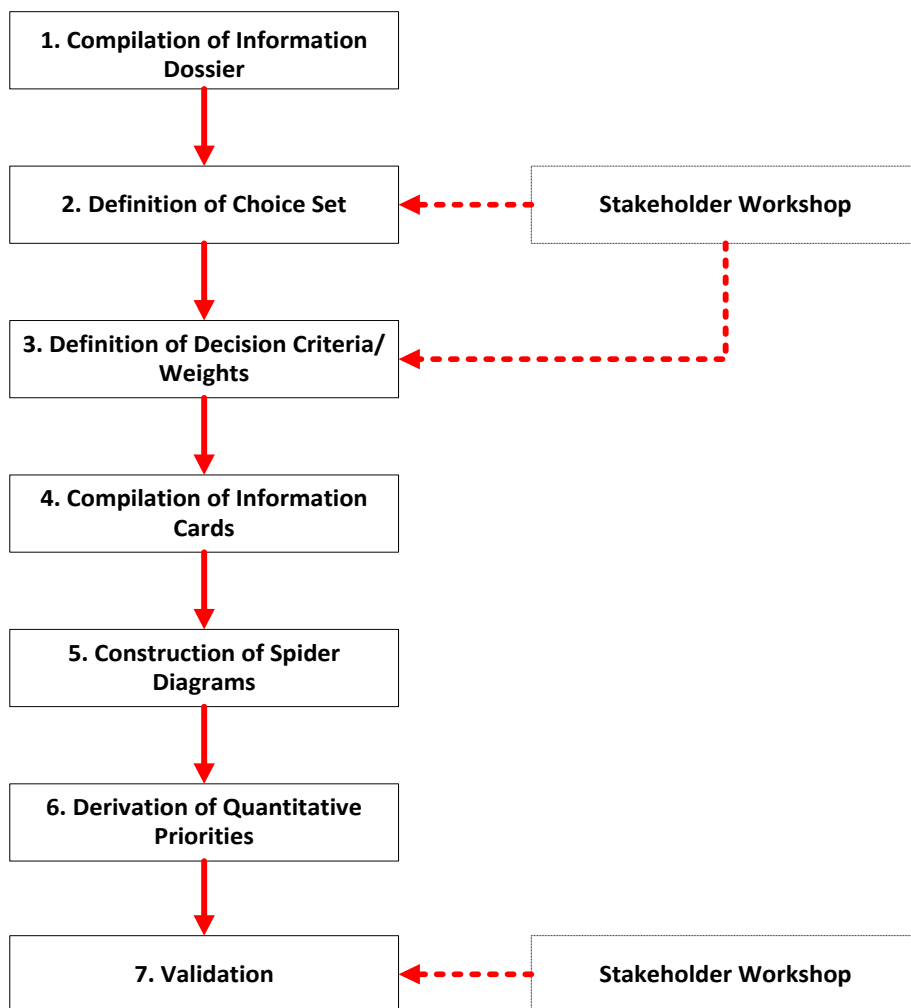 1. Compilation of Information
Dossier
2. Definition of Choice Set
Stakeholder Workshop
3. Definition of Decision Criteria/
Weights
4. Compilation of Information
Cards
5. Construction of Spider
Diagrams
6. Derivation of Quantitative
Priorities
7. Validation
Stakeholder Workshop